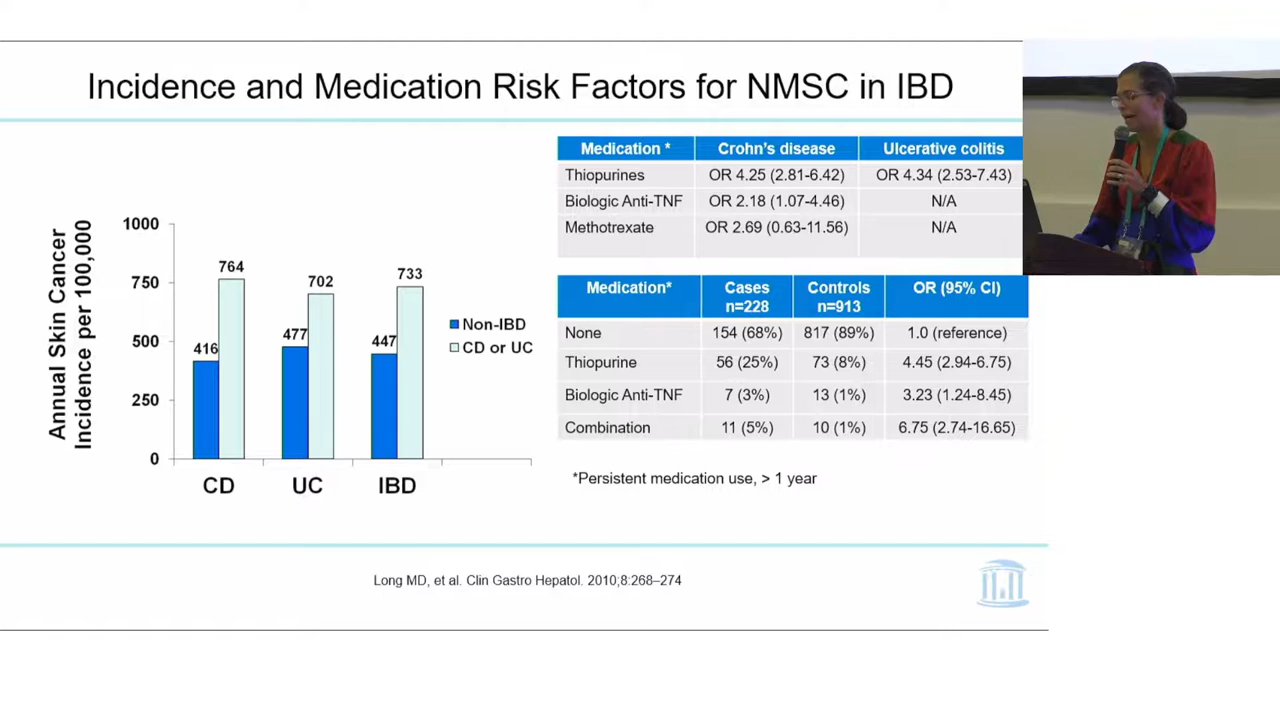 Incidence and Medication Risk Factors for NMSC in IBD
Annual Skin Cancer
Incidence per 100,000
1000
750
500
250
0
416
764
477
702
447
733
CD
UC
IBD
Non-IBD
CD or UC
Medication * Crohn's disease Ulcerative colitis
Thiopurines OR 4.25 (2.81-6.42) OR 4.34 (2.53-7.43)
Biologic Anti-TNF OR 2.18 (1.07-4.46) N/A
Methotrexate OR 2.69 (0.63-11.56) N/A
Medication* Cases Controls OR (95% CI)
n=228 n=913
None 154 (68%) 817 (89%) 1.0 (reference)
Thiopurine 56 (25%) 73 (8%) 4.45 (2.94-6.75)
Biologic Anti-TNF 7 (3%) 13 (1%) 3.23 (1.24-8.45)
Combination 11 (5%) 10 (1%) 6.75 (2.74-16.65)
*Persistent medication use, > 1 year
Long MD, et al. Clin Gastro Hepatol. 2010;8:268–274